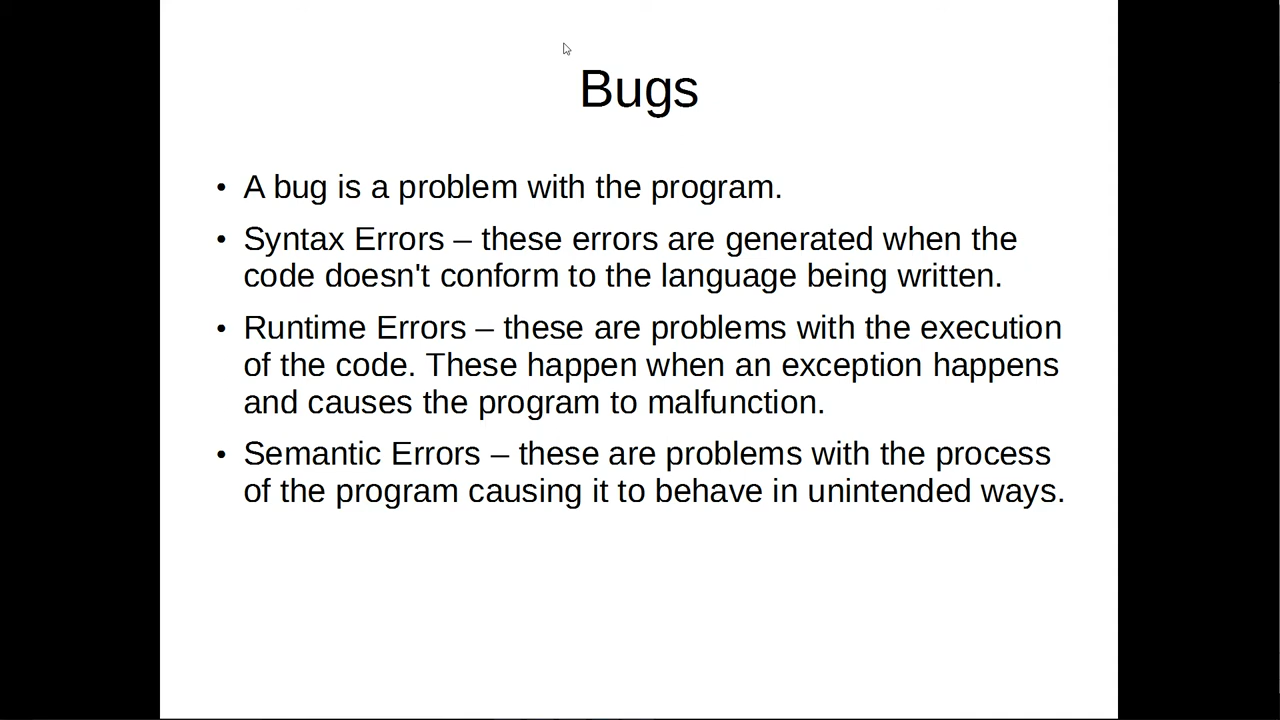 Bugs
• A bug is a problem with the program.
• Syntax Errors – these errors are generated when the
code doesn't conform to the language being written.
• Runtime Errors – these are problems with the execution
of the code. These happen when an exception happens
and causes the program to malfunction.
• Semantic Errors – these are problems with the process
of the program causing it to behave in unintended ways.